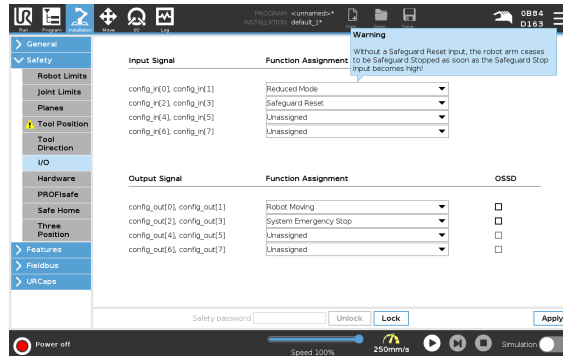 PROGRAM <unnamed>*
INSTALLATION default_1*
0B84
D163
Run Program Installation Move I/O Log
Warning
Without a Safeguard Reset input, the robot arm ceases
to be Safeguard Stopped as soon as the Safeguard Stop
input becomes high!
General
Safety
Robot Limits
Joint Limits
Planes
Tool Position
Tool
Direction
I/O
Hardware
PROFIsafe
Safe Home
Three
Position
Features
Fieldbus
URCaps
Input Signal Function Assignment
config_in[0], config_in[1] Reduced Mode
config_in[2], config_in[3] Safeguard Reset
config_in[4], config_in[5] Unassigned
config_in[6], config_in[7] Unassigned
Output Signal Function Assignment OSSD
config_out[0], config_out[1] Robot Moving
config_out[2], config_out[3] System Emergency Stop
config_out[4], config_out[5] Unassigned
config_out[6], config_out[7] Unassigned
Safety password Unlock Lock Apply
Power off
Speed 100%
250mm/s
Simulation